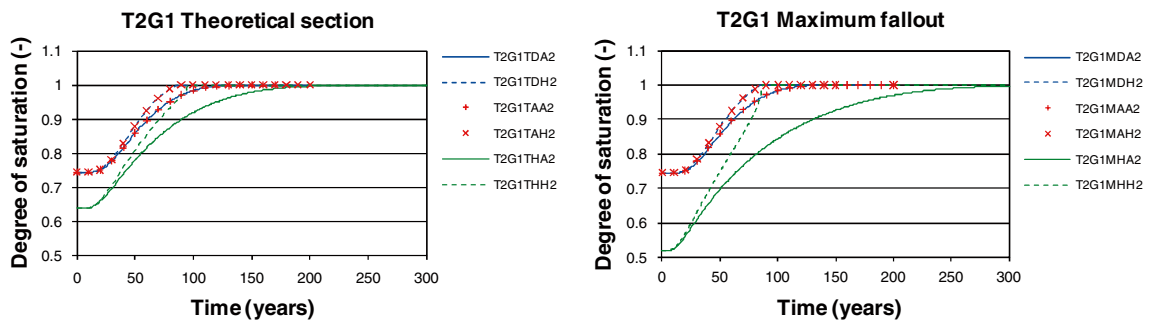 T2G1 Theoretical section
Degree of saturation (-)
1.1
1
0.9
0.8
0.7
0.6
0.5
0 50 100 150 200 250 300
Time (years)
T2G1TDA2
T2G1TDH2
T2G1TAA2
T2G1TAH2
T2G1THA2
T2G1THH2
T2G1 Maximum fallout
Degree of saturation (-)
1.1
1
0.9
0.8
0.7
0.6
0.5
0 50 100 150 200 250 300
Time (years)
T2G1MDA2
T2G1MDH2
T2G1MAA2
T2G1MAH2
T2G1MHA2
T2G1MHH2